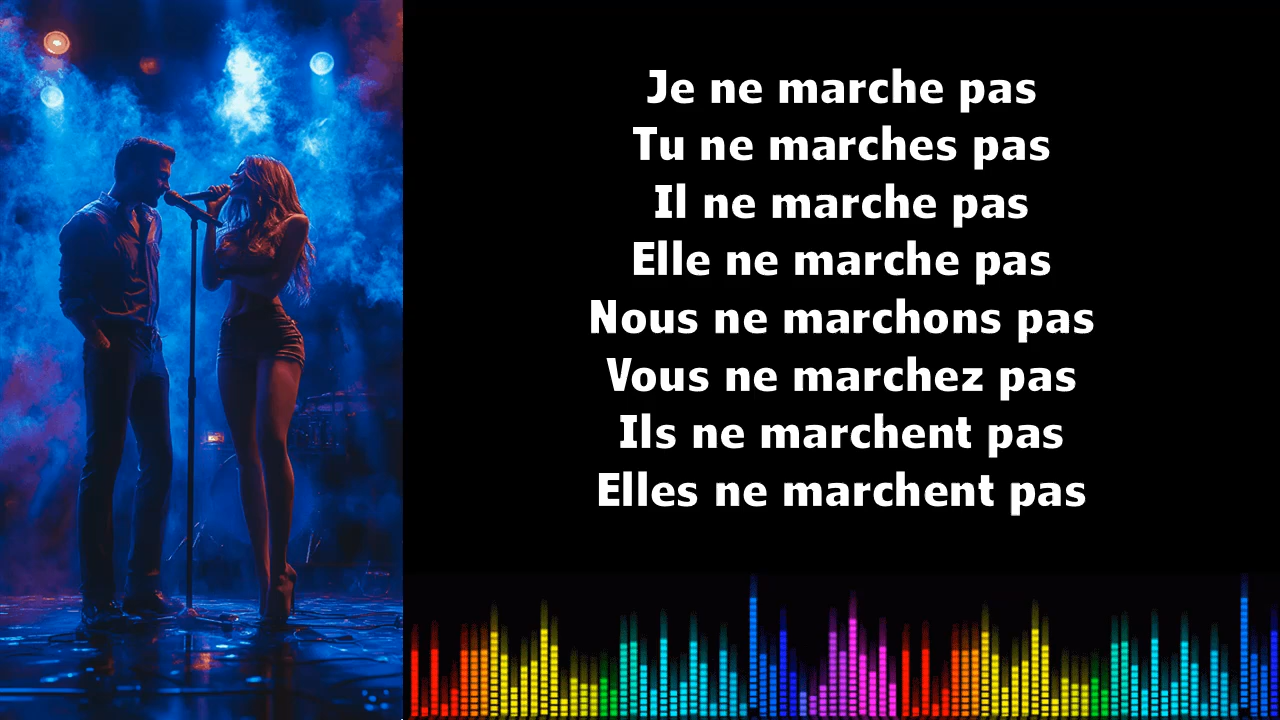 Je ne marche pas
Tu ne marches pas
Il ne marche pas
Elle ne marche pas
Nous ne marchons pas
Vous ne marchez pas
Ils ne marchent pas
Elles ne marchent pas